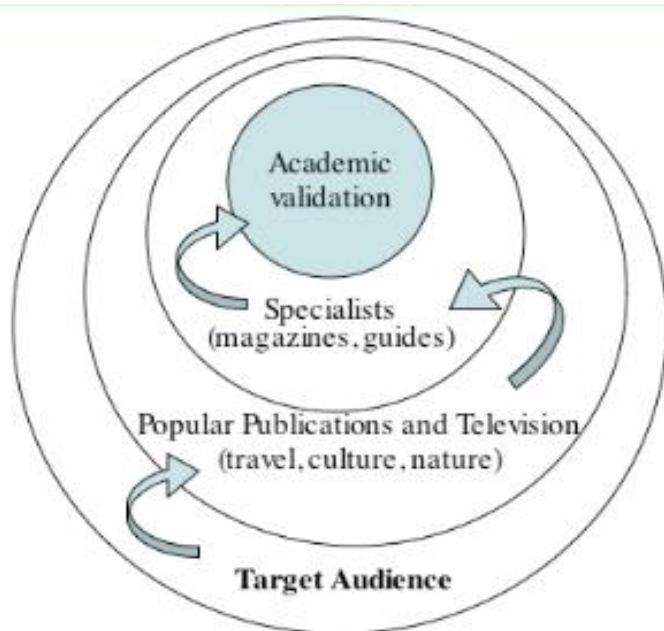 Academic
validation
Specialists
(magazines, guides)
Popular Publications and Television
(travel, culture, nature)
Target Audience